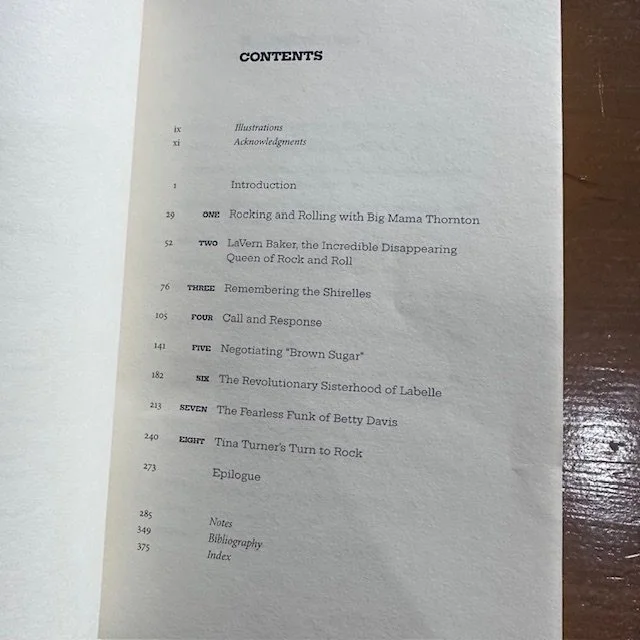 CONTENTS
ix Illustrations
xi Acknowledgments
1 Introduction
29 ONE Rocking and Rolling with Big Mama Thornton
52 TWO LaVern Baker, the Incredible Disappearing
Queen of Rock and Roll
76 THREE Remembering the Shirelles
105 FOUR Call and Response
141 FIVE Negotiating "Brown Sugar"
182 SIX The Revolutionary Sisterhood of Labelle
213 SEVEN The Fearless Funk of Betty Davis
240 EIGHT Tina Turner's Turn to Rock
273 Epilogue
285 Notes
349 Bibliography
375 Index